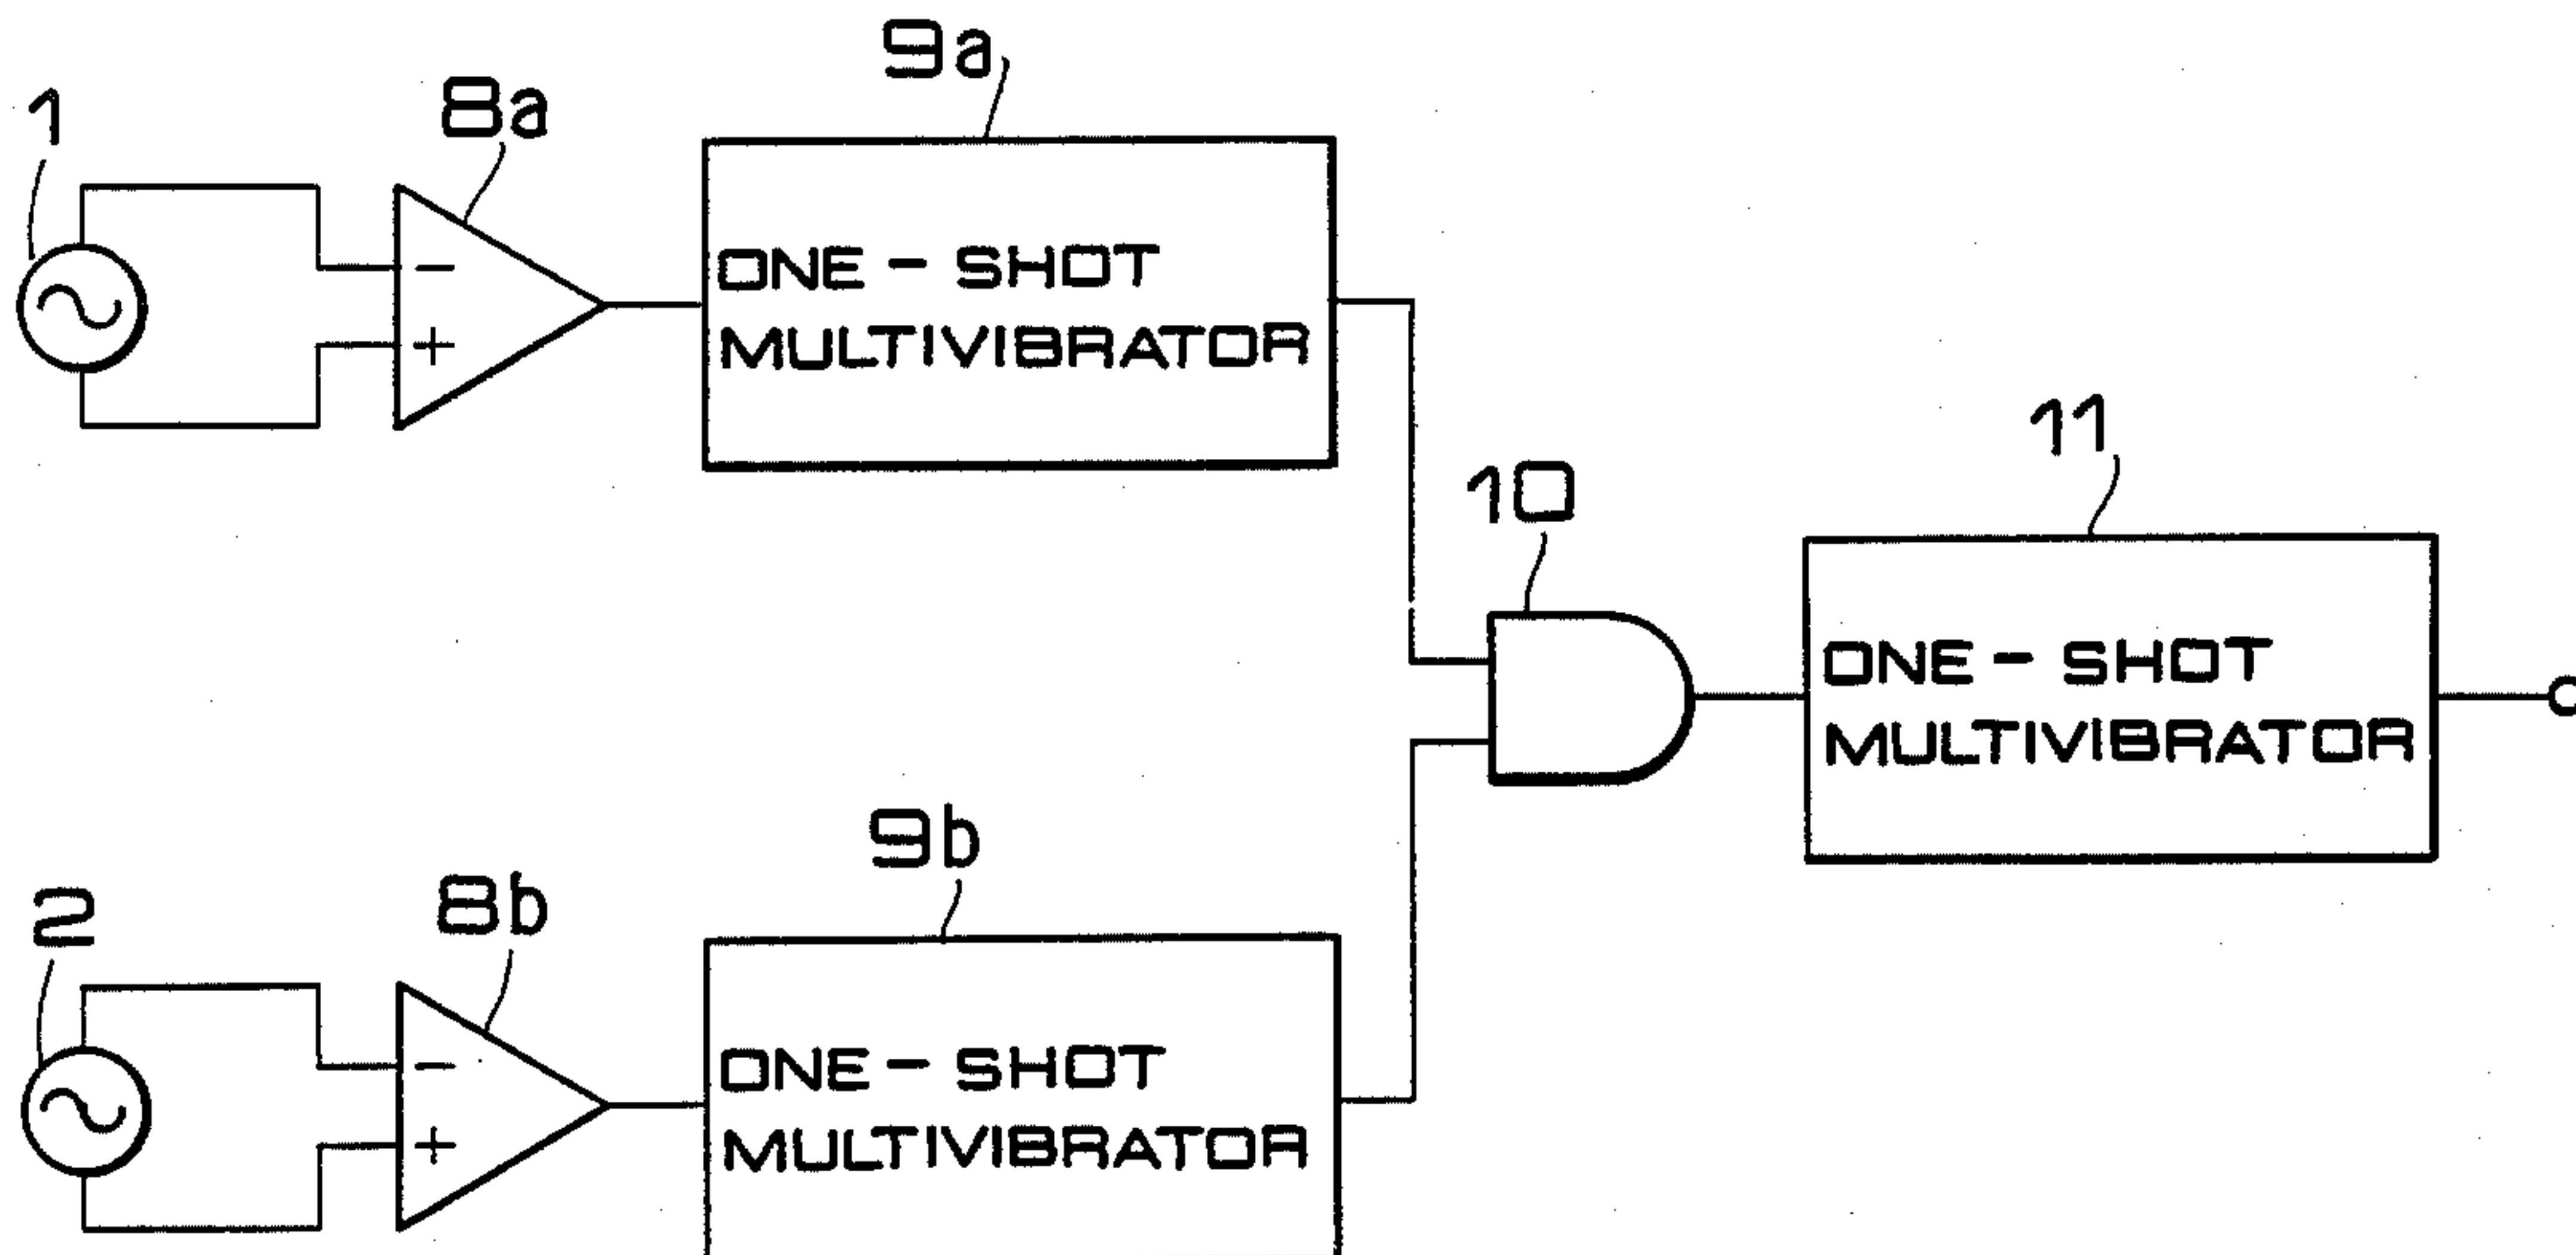 9a
8a
1
ONE - SHOT
MULTIVIBRATOR
- 
+
11
10
ONE - SHOT
MULTIVIBRATOR
9b
8b
2
ONE - SHOT
MULTIVIBRATOR
-
+